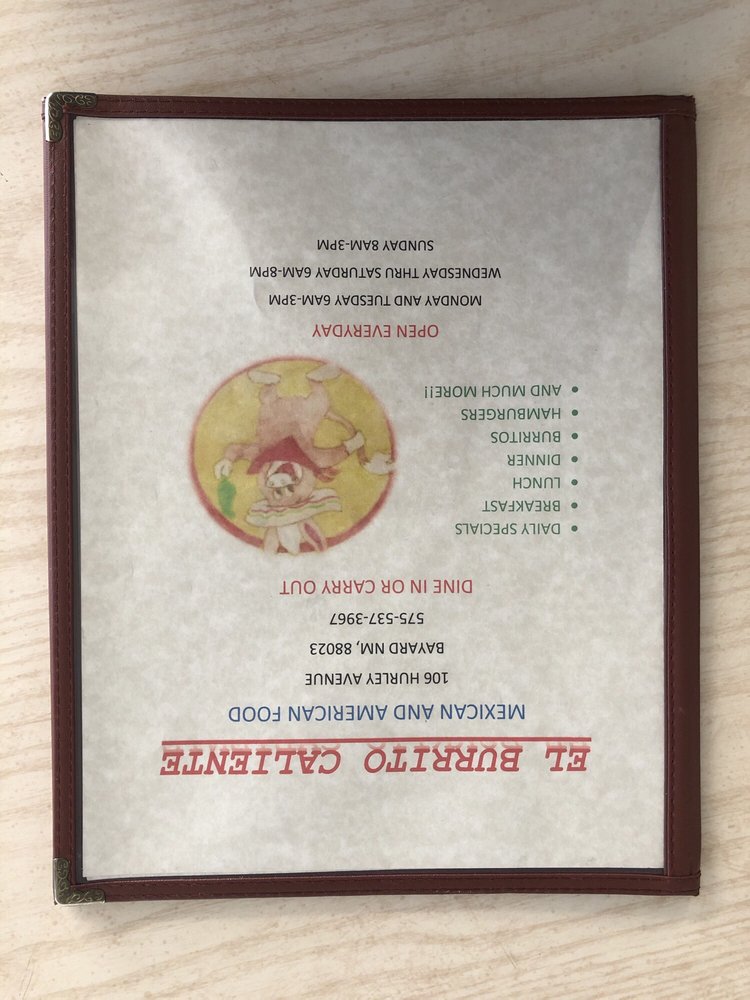 EL BURRITO CALIENTE
MEXICAN AND AMERICAN FOOD
106 HURLEY AVENUE
BAYARD NM, 88023
575-537-3967
DINE IN OR CARRY OUT
• DAILY SPECIALS
• BREAKFAST
• LUNCH
• DINNER
• BURRITOS
• HAMBURGERS
• AND MUCH MORE!!
OPEN EVERYDAY
MONDAY AND TUESDAY 6AM-3PM
WEDNESDAY THRU SATURDAY 6AM-8PM
SUNDAY 8AM-3PM